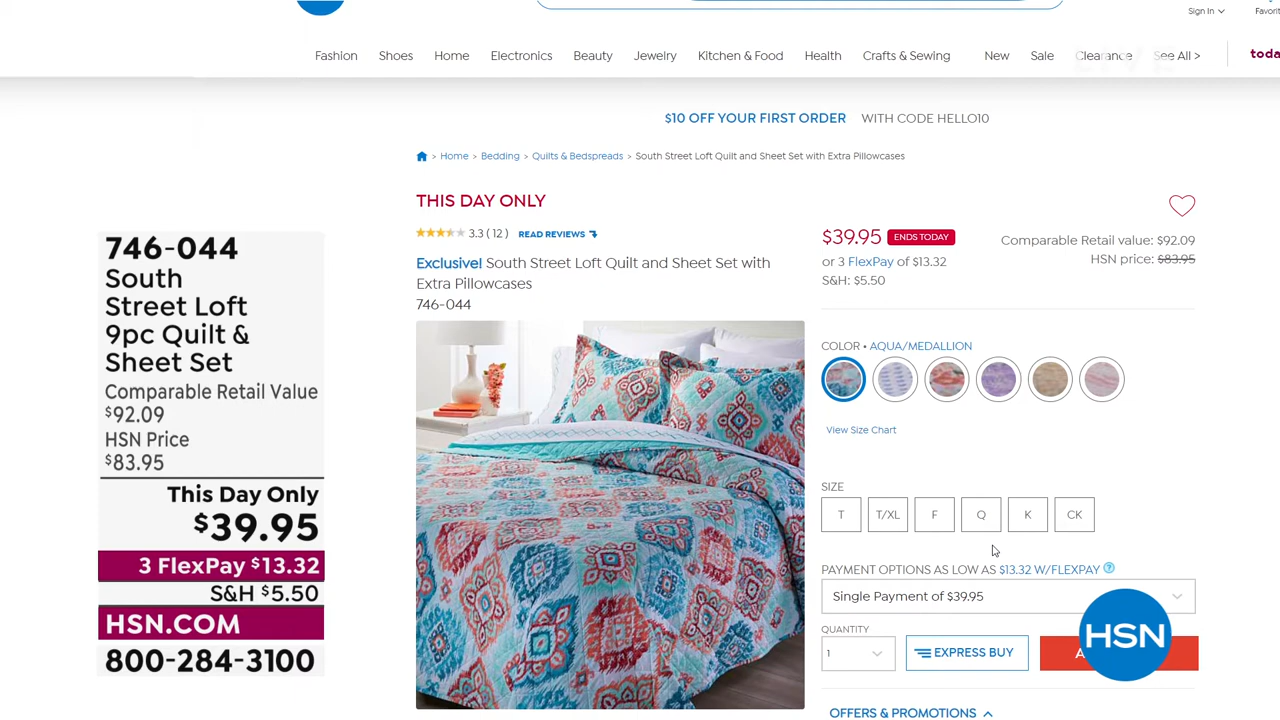 Sign In
Favorit
Fashion Shoes Home Electronics Beauty Jewelry Kitchen & Food Health Crafts & Sewing New Sale Clearance See All >
toda
$10 OFF YOUR FIRST ORDER WITH CODE HELLO10
> Home > Bedding > Quilts & Bedspreads > South Street Loft Quilt and Sheet Set with Extra Pillowcases
THIS DAY ONLY
3.3 ( 12 ) READ REVIEWS
Exclusive! South Street Loft Quilt and Sheet Set with
Extra Pillowcases
746-044
$39.95 ENDS TODAY
or 3 FlexPay of $13.32
S&H: $5.50
Comparable Retail value: $92.09
HSN price: $83.95
COLOR • AQUA/MEDALLION
View Size Chart
SIZE
T T/XL F Q K CK
PAYMENT OPTIONS AS LOW AS $13.32 W/FLEXPAY ?
Single Payment of $39.95
QUANTITY
1
EXPRESS BUY
A
HSN
OFFERS & PROMOTIONS
746-044
South
Street Loft
9pc Quilt &
Sheet Set
Comparable Retail Value
$92.09
HSN Price
$83.95
This Day Only
$39.95
3 FlexPay $13.32
S&H $5.50
HSN.COM
800-284-3100